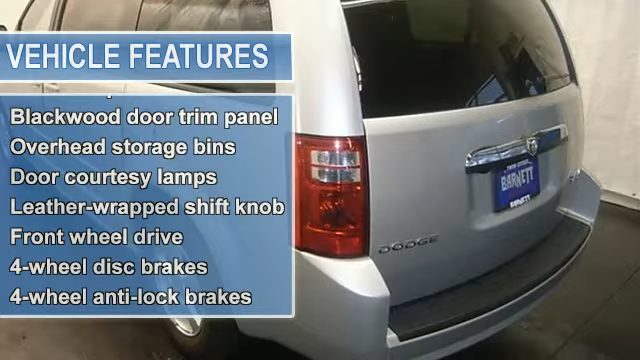 VEHICLE FEATURES
Blackwood door trim panel
Overhead storage bins
Door courtesy lamps
Leather-wrapped shift knob
Front wheel drive
4-wheel disc brakes
4-wheel anti-lock brakes
BARNETT
DODGE